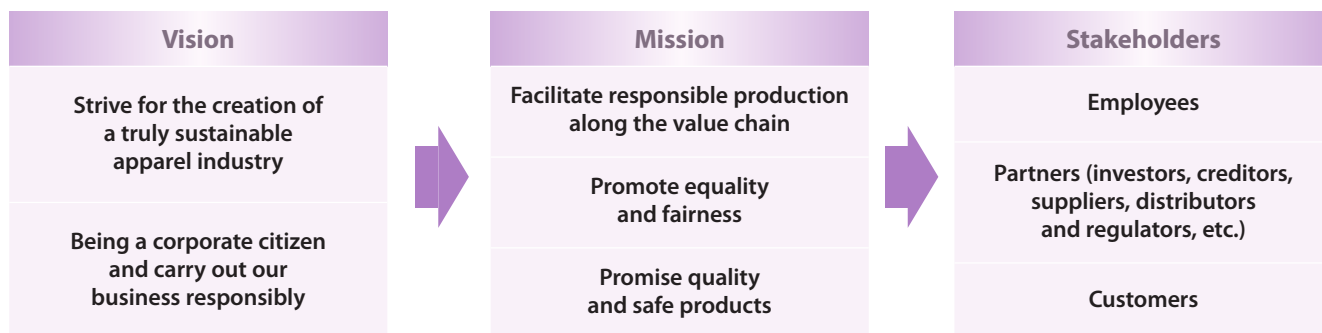 Vision
Strive for the creation of
a truly sustainable
apparel industry
Being a corporate citizen
and carry out our
business responsibly
Mission
Facilitate responsible production
along the value chain
Promote equality
and fairness
Promise quality
and safe products
Stakeholders
Employees
Partners (investors, creditors,
suppliers, distributors
and regulators, etc.)
Customers